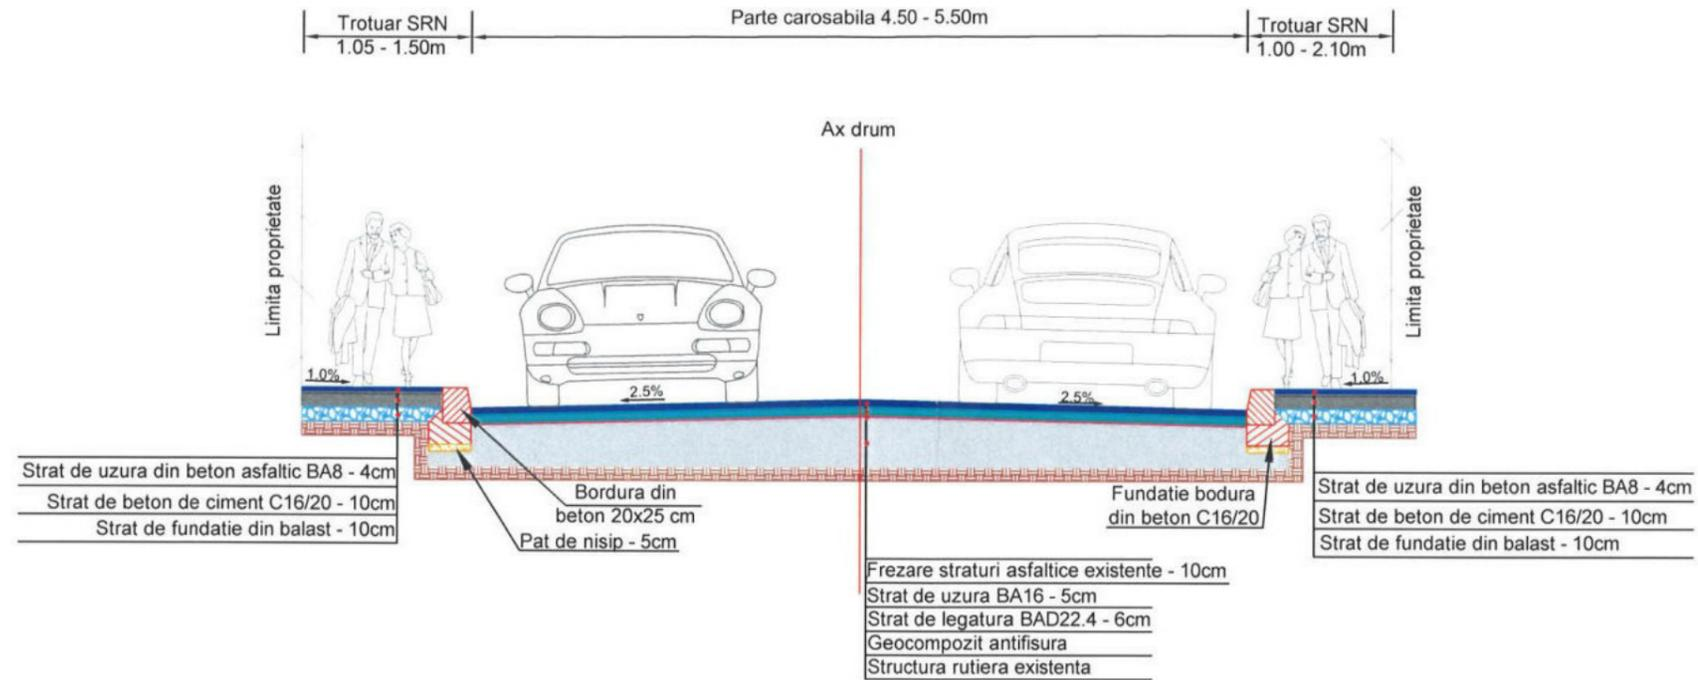 Trotuar SRN
1.05 - 1.50m
Parte carosabila 4.50 - 5.50m
Trotuar SRN
1.00 - 2.10m
Ax drum
Limita proprietate
Limita proprietate
1.0%
2.5%
2.5%
1.0%
Strat de uzura din beton asfaltic BA8 - 4cm
Strat de beton de ciment C16/20 - 10cm
Strat de fundatie din balast - 10cm
Bordura din
beton 20x25 cm
Pat de nisip - 5cm
Fundatie bodura
din beton C16/20
Strat de uzura din beton asfaltic BA8 - 4cm
Strat de beton de ciment C16/20 - 10cm
Strat de fundatie din balast - 10cm
Frezare straturi asfaltice existente - 10cm
Strat de uzura BA16 - 5cm
Strat de legatura BAD22.4 - 6cm
Geocompozit antifisura
Structura rutiera existenta